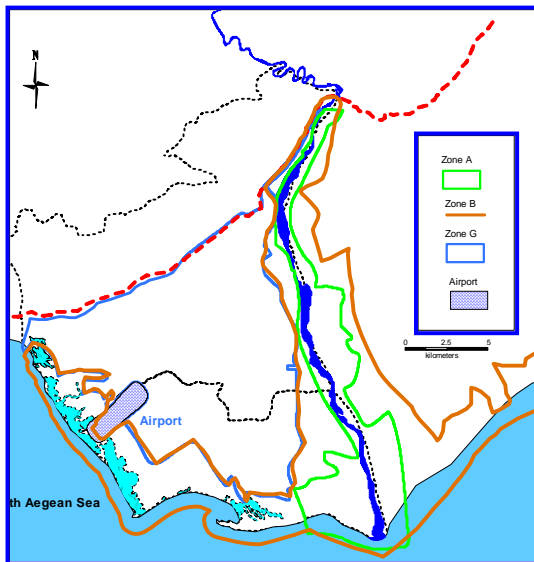 N
Zone A
Zone B
Zone G
Airport
0 2.5 5
kilometers
Airport
th Aegean Sea